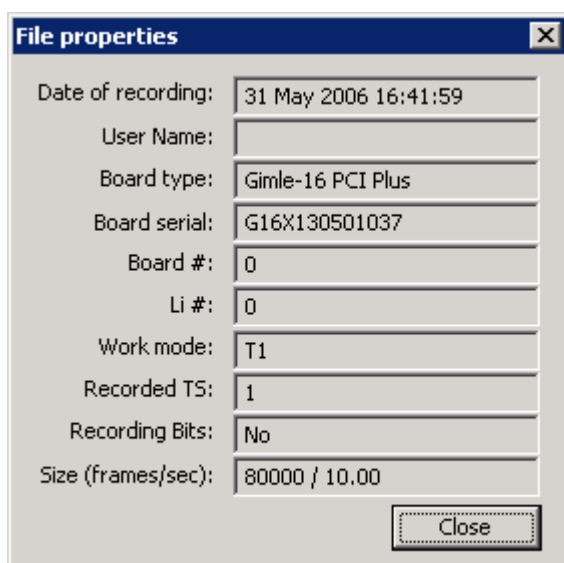 File properties
Date of recording: 31 May 2006 16:41:59
User Name:
Board type: Gimle-16 PCI Plus
Board serial: G16X130501037
Board #: 0
Li #: 0
Work mode: T1
Recorded TS: 1
Recording Bits: No
Size (frames/sec): 80000 / 10.00
Close